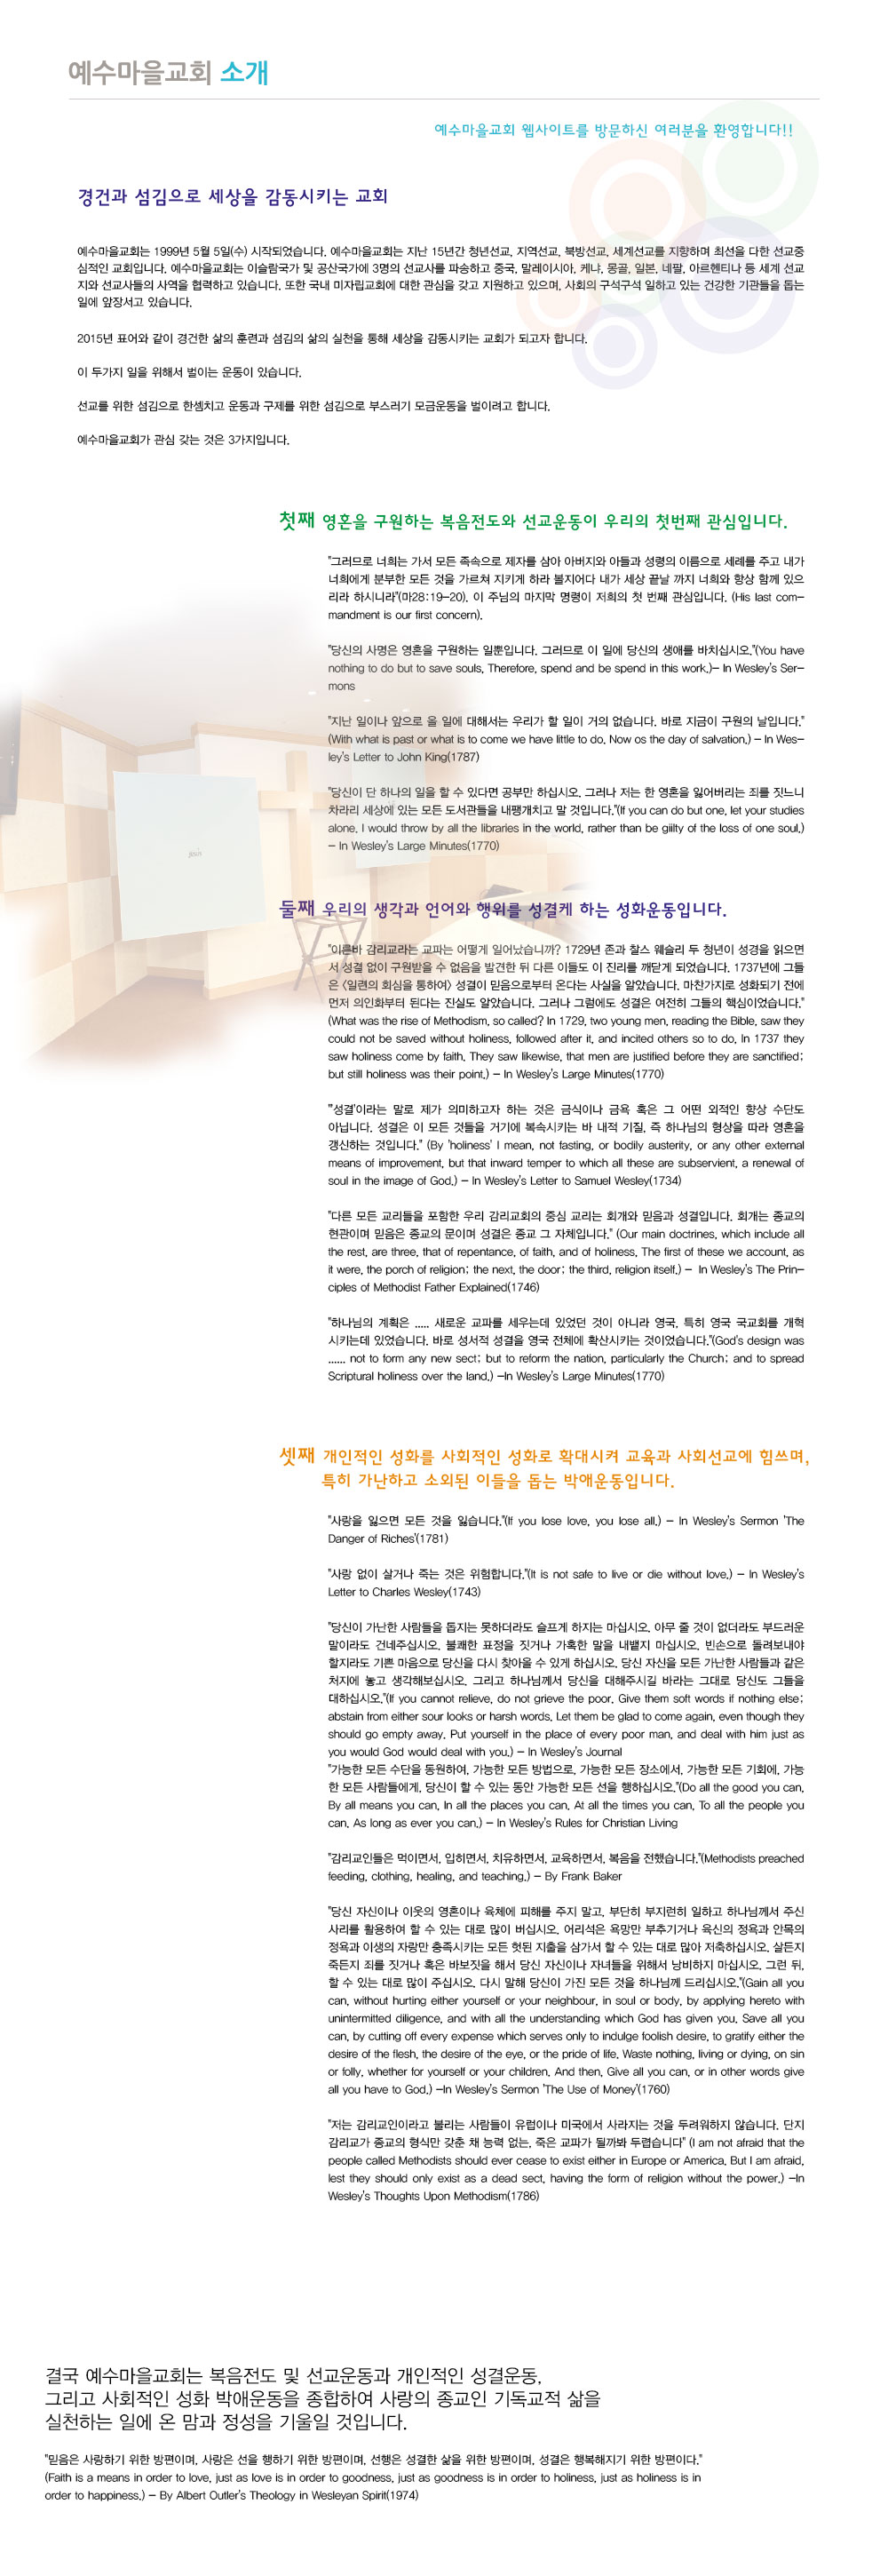 예수마을교회 소개
예수마을교회 웹사이트를 방문하신 여러분을 환영합니다!!
경건과 섬김으로 세상을 감동시키는 교회
예수마을교회는 1999년 5월 5일(수) 시작되었습니다. 예수마을교회는 지난 15년간 청년선교, 지역선교, 북방선교, 세계선교를 지향하며 최선을 다한 선교중
심적인 교회입니다. 예수마을교회는 이슬람국가 및 공산국가에 3명의 선교사를 파송하고 중국, 말레이시아, 케냐, 몽골, 일본, 네팔, 아르헨티나 등 세계 선교
지와 선교사들의 사역을 협력하고 있습니다. 또한 국내 미자립교회에 대한 관심을 갖고 지원하고 있으며, 사회의 구석구석 일하고 있는 건강한 기관들을 돕는
일에 앞장서고 있습니다.
2015년 표어와 같이 경건한 삶의 훈련과 섬김의 삶의 실천을 통해 세상을 감동시키는 교회가 되고자 합니다.
이 두가지 일을 위해서 벌이는 운동이 있습니다.
선교를 위한 섬김으로 한셈치고 운동과 구제를 위한 섬김으로 부스러기 모금운동을 벌이려고 합니다.
예수마을교회가 관심 갖는 것은 3가지입니다.
첫째 영혼을 구원하는 복음전도와 선교운동이 우리의 첫번째 관심입니다.
"그러므로 너희는 가서 모든 족속으로 제자를 삼아 아버지와 아들과 성령의 이름으로 세례를 주고 내가
너희에게 분부한 모든 것을 가르쳐 지키게 하라 볼지어다 내가 세상 끝날 까지 너희와 항상 함께 있으
리라 하시니라"(마28:19-20). 이 주님의 마지막 명령이 저희의 첫 번째 관심입니다. (His last com-
mandment is our first concern).
"당신의 사명은 영혼을 구원하는 일뿐입니다. 그러므로 이 일에 당신의 생애를 바치십시오."(You have
nothing to do but to save souls, Therefore, spend and be spend in this work.)- In Wesley's Ser-
mons
"지난 일이나 앞으로 올 일에 대해서는 우리가 할 일이 거의 없습니다. 바로 지금이 구원의 날입니다."
(With what is past or what is to come we have little to do, Now os the day of salvation.) - In Wes-
ley's Letter to John King(1787)
"당신이 단 하나의 일을 할 수 있다면 공부만 하십시오. 그러나 저는 한 영혼을 잃어버리는 죄를 짓느니
차라리 세상에 있는 모든 도서관들을 내팽개치고 말 것입니다."(If you can do but one, let your studies
alone, I would throw by all the libraries in the world, rather than be giilty of the loss of one soul.)
- In Wesley's Large Minutes(1770)
둘째 우리의 생각과 언어와 행위를 성결케 하는 성화운동입니다.
"이른바 감리교라는 교파는 어떻게 일어났습니까? 1729년 존과 찰스 웨슬리 두 청년이 성경을 읽으면
서 성결 없이 구원받을 수 없음을 발견한 뒤 다른 이들도 이 진리를 깨닫게 되었습니다. 1737년에 그들
은 <일련의 회심을 통하여> 성결이 믿음으로부터 온다는 사실을 알았습니다. 마찬가지로 성화되기 전에
먼저 의인화부터 된다는 진실도 알았습니다. 그러나 그럼에도 성결은 여전히 그들의 핵심이었습니다."
(What was the rise of Methodism, so called? In 1729, two young men, reading the Bible, saw they
could not be saved without holiness, followed after it, and incited others so to do, In 1737 they
saw holiness come by faith, They saw likewise, that men are justified before they are sanctified;
but still holiness was their point.) - In Wesley's Large Minutes(1770)
"'성결'이라는 말로 제가 의미하고자 하는 것은 금식이나 금욕 혹은 그 어떤 외적인 향상 수단도
아닙니다. 성결은 이 모든 것들을 거기에 복속시키는 바 내적 기질, 즉 하나님의 형상을 따라 영혼을
갱신하는 것입니다." (By 'holiness' I mean, not fasting, or bodily austerity, or any other external
means of improvement, but that inward temper to which all these are subservient, a renewal of
soul in the image of God.) - In Wesley's Letter to Samuel Wesley(1734)
"다른 모든 교리들을 포함한 우리 감리교회의 중심 교리는 회개와 믿음과 성결입니다. 회개는 종교의
현관이며 믿음은 종교의 문이며 성결은 종교 그 자체입니다." (Our main doctrines, which include all
the rest, are three, that of repentance, of faith, and of holiness, The first of these we account, as
it were, the porch of religion; the next, the door; the third, religion itself.) - In Wesley's The Prin-
ciples of Methodist Father Explained(1746)
"하나님의 계획은 ..... 새로운 교파를 세우는데 있었던 것이 아니라 영국, 특히 영국 국교회를 개혁
시키는데 있었습니다. 바로 성서적 성결을 영국 전체에 확산시키는 것이었습니다."(God's design was
...... not to form any new sect; but to reform the nation, particularly the Church; and to spread
Scriptural holiness over the land.) -In Wesley's Large Minutes(1770)
셋째 개인적인 성화를 사회적인 성화로 확대시켜 교육과 사회선교에 힘쓰며,
특히 가난하고 소외된 이들을 돕는 박애운동입니다.
"사랑을 잃으면 모든 것을 잃습니다."(If you lose love, you lose all.) - In Wesley's Sermon 'The
Danger of Riches'(1781)
"사랑 없이 살거나 죽는 것은 위험합니다."(It is not safe to live or die without love.) - In Wesley's
Letter to Charles Wesley(1743)
"당신이 가난한 사람들을 돕지는 못하더라도 슬프게 하지는 마십시오. 아무 줄 것이 없더라도 부드러운
말이라도 건네주십시오. 불쾌한 표정을 짓거나 가혹한 말을 내뱉지 마십시오. 빈손으로 돌려보내야
할지라도 기쁜 마음으로 당신을 다시 찾아올 수 있게 하십시오. 당신 자신을 모든 가난한 사람들과 같은
처지에 놓고 생각해보십시오. 그리고 하나님께서 당신을 대해주시길 바라는 그대로 당신도 그들을
대하십시오."(If you cannot relieve, do not grieve the poor. Give them soft words if nothing else;
abstain from either sour looks or harsh words. Let them be glad to come again, even though they
should go empty away. Put yourself in the place of every poor man, and deal with him just as
you would God would deal with you.) - In Wesley's Journal
"가능한 모든 수단을 동원하여, 가능한 모든 방법으로, 가능한 모든 장소에서, 가능한 모든 기회에, 가능
한 모든 사람들에게, 당신이 할 수 있는 동안 가능한 모든 선을 행하십시오."(Do all the good you can,
By all means you can, In all the places you can, At all the times you can, To all the people you
can, As long as ever you can.) - In Wesley's Rules for Christian Living
"감리교인들은 먹이면서, 입히면서, 치유하면서, 교육하면서, 복음을 전했습니다."(Methodists preached
feeding, clothing, healing, and teaching.) - By Frank Baker
"당신 자신이나 이웃의 영혼이나 육체에 피해를 주지 말고, 부단히 부지런히 일하고 하나님께서 주신
사리를 활용하여 할 수 있는 대로 많이 버십시오. 어리석은 욕망만 부추기거나 육신의 정욕과 안목의
정욕과 이생의 자랑만 충족시키는 모든 헛된 지출을 삼가서 할 수 있는 대로 많아 저축하십시오. 살든지
죽든지 죄를 짓거나 혹은 바보짓을 해서 당신 자신이나 자녀들을 위해서 낭비하지 마십시오. 그런 뒤,
할 수 있는 대로 많이 주십시오. 다시 말해 당신이 가진 모든 것을 하나님께 드리십시오."(Gain all you
can, without hurting either yourself or your neighbour, in soul or body, by applying hereto with
unintermitted diligence, and with all the understanding which God has given you, Save all you
can, by cutting off every expense which serves only to indulge foolish desire, to gratify either the
desire of the flesh, the desire of the eye, or the pride of life, Waste nothing, living or dying, on sin
or folly, whether for yourself or your children, And then, Give all you can, or in other words give
all you have to God.) -In Wesley's Sermon 'The Use of Money'(1760)
"저는 감리교인이라고 불리는 사람들이 유럽이나 미국에서 사라지는 것을 두려워하지 않습니다. 단지
감리교가 종교의 형식만 갖춘 채 능력 없는, 죽은 교파가 될까봐 두렵습니다" (I am not afraid that the
people called Methodists should ever cease to exist either in Europe or America, But I am afraid,
lest they should only exist as a dead sect, having the form of religion without the power.) -In
Wesley's Thoughts Upon Methodism(1786)
결국 예수마을교회는 복음전도 및 선교운동과 개인적인 성결운동,
그리고 사회적인 성화 박애운동을 종합하여 사랑의 종교인 기독교적 삶을
실천하는 일에 온 맘과 정성을 기울일 것입니다.
"믿음은 사랑하기 위한 방편이며, 사랑은 선을 행하기 위한 방편이며, 선행은 성결한 삶을 위한 방편이며, 성결은 행복해지기 위한 방편이다."
(Faith is a means in order to love, just as love is in order to goodness, just as goodness is in order to holiness, just as holiness is in
order to happiness.) - By Albert Outler's Theology in Wesleyan Spirit(1974)